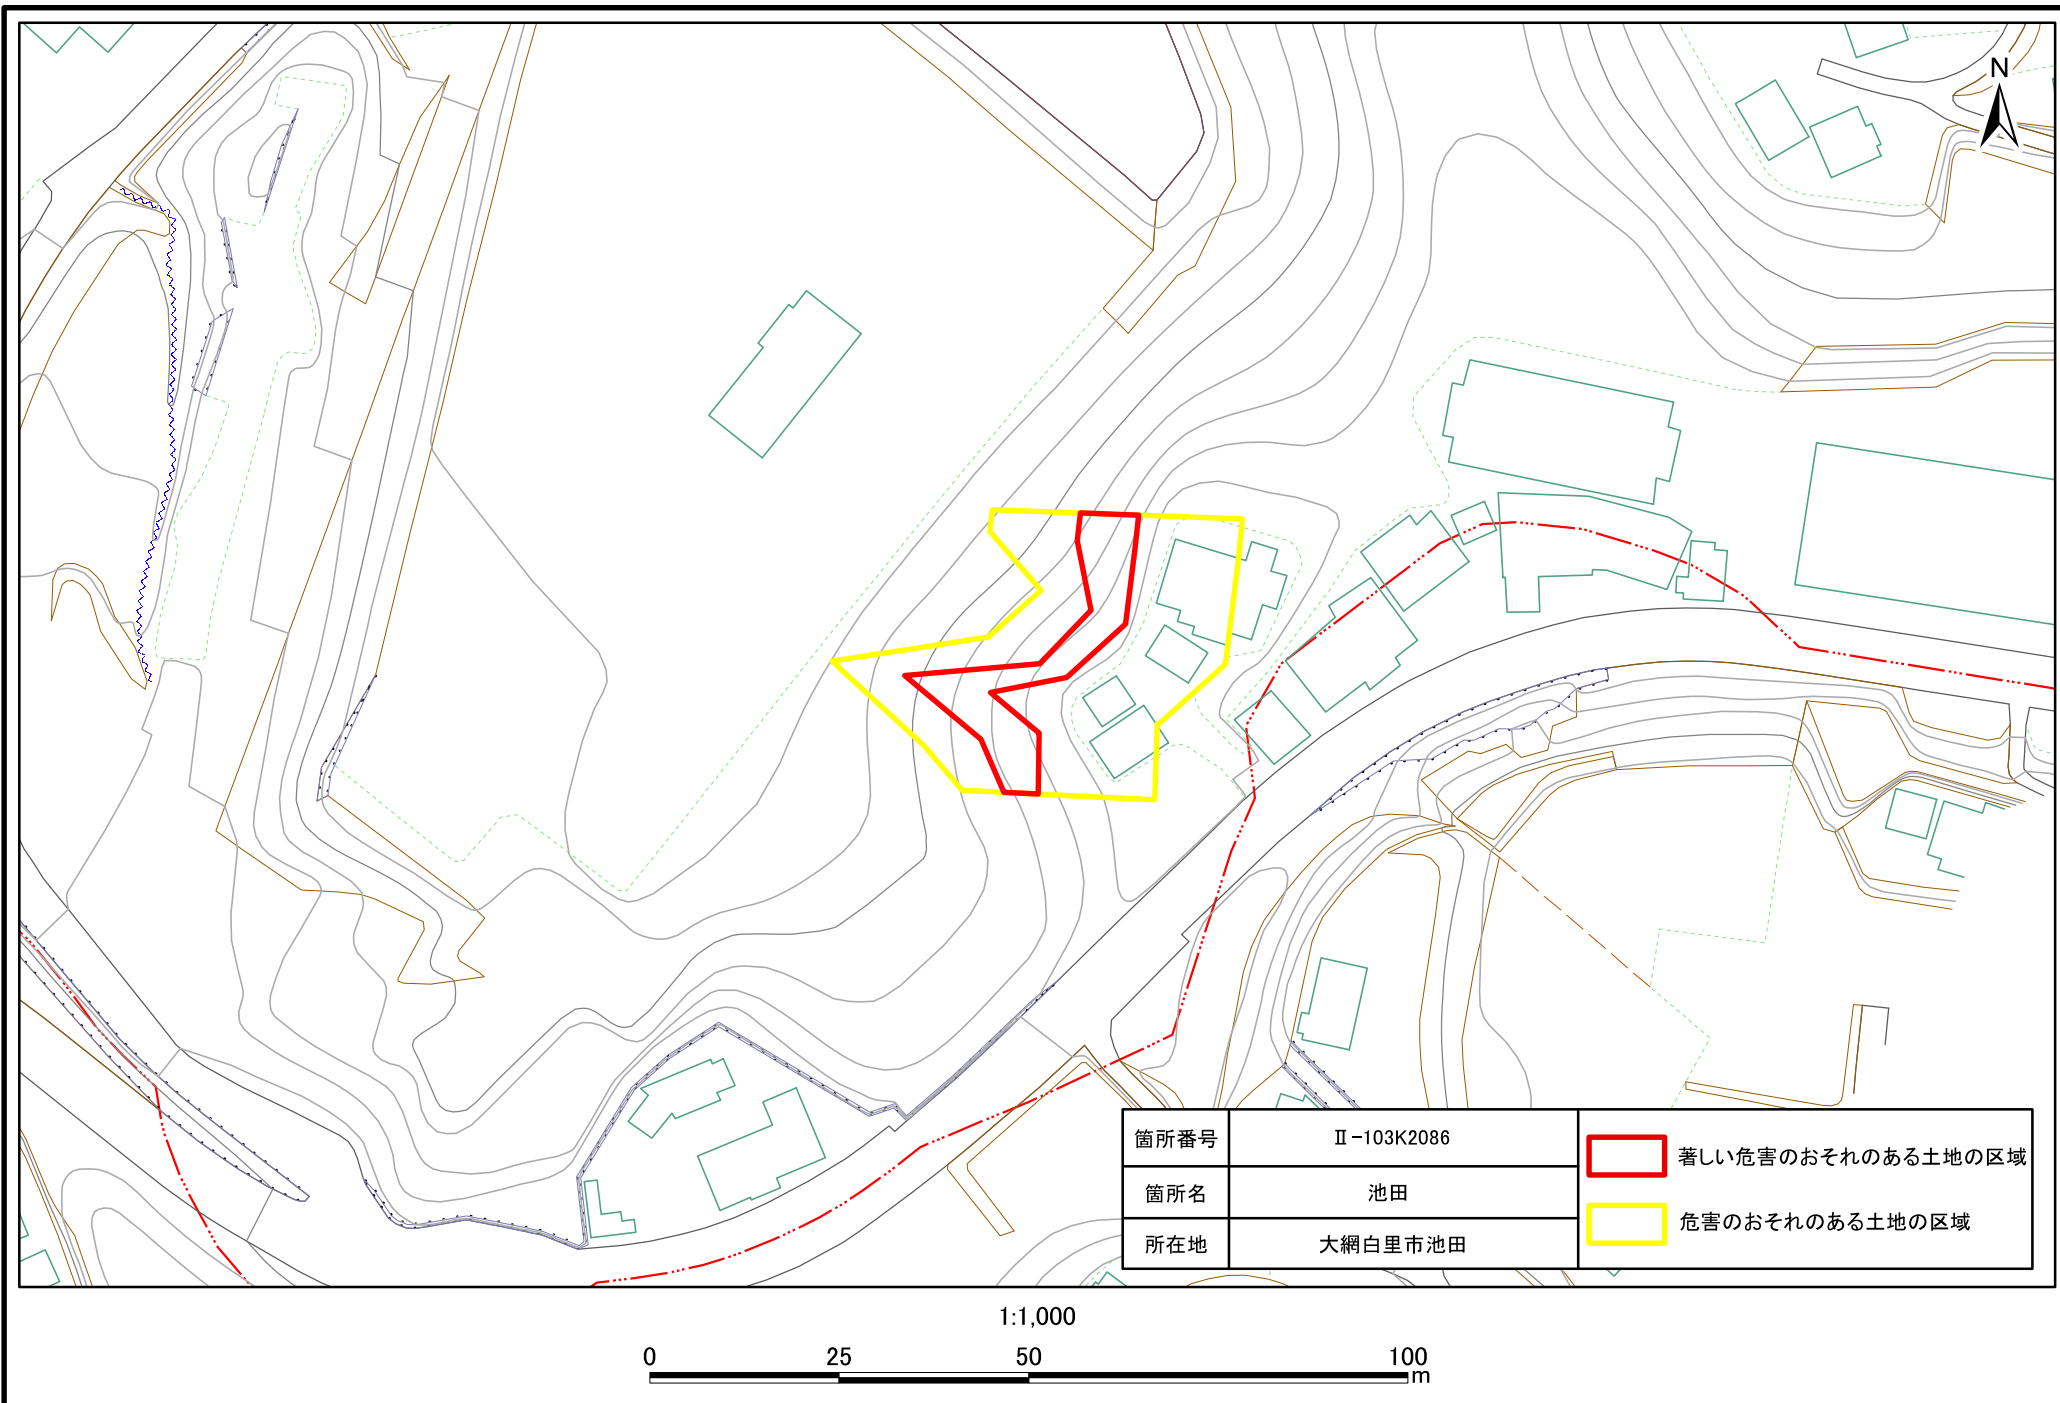 N
箇所番号 Ⅱ-103K2086
箇所名 池田
所在地 大網白里市池田
著しい危害のおそれのある土地の区域
危害のおそれのある土地の区域
1:1,000
0 25 50 100
m